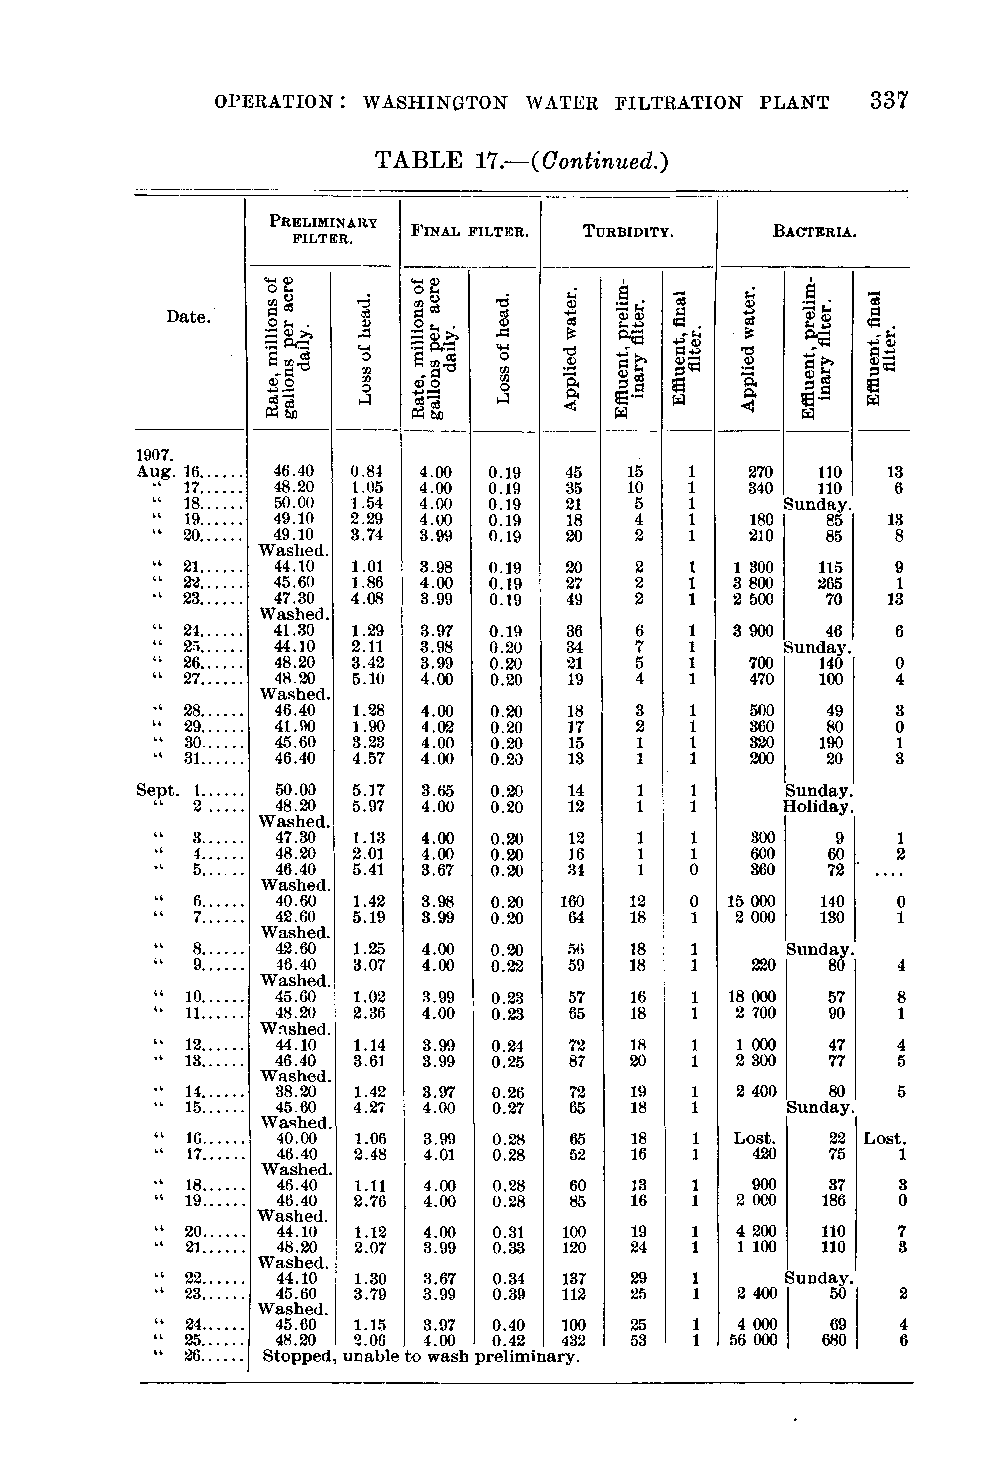 OPERATION: WASHINGTON WATER FILTRATION PLANT 337
TABLE 17.—(Continued.)
Date. PRELIMINARY FILTER. FINAL FILTER. TURBIDITY. BACTERIA.
Rate, millions of gallons per acre daily. Loss of head. Rate, millions of gallons per acre daily. Loss of head. Applied water. Effluent, preliminary filter. Effluent, final filter. Applied water. Effluent, prelim-inary filter. Effluent, final filter.
1907.
Aug. 16...... 46.40 0.84 4.00 0.19 45 15 1 270 110 13
“ 17...... 48.20 1.05 4.00 0.19 35 10 1 340 110 6
“ 18...... 50.00 1.54 4.00 0.19 21 5 1 Sunday.
“ 19...... 49.10 2.29 4.00 0.19 18 4 1 180 85 13
“ 20...... 49.10 3.74 3.99 0.19 20 2 1 210 85 8
Washed.
“ 21...... 44.10 1.01 3.98 0.19 20 2 1 1 300 115 9
“ 22...... 45.60 1.86 4.00 0.19 27 2 1 3 800 265 1
“ 23...... 47.30 4.08 3.99 0.19 49 2 1 2 500 70 13
Washed.
“ 24...... 41.30 1.29 3.97 0.19 36 6 1 3 900 46 6
“ 25...... 44.10 2.11 3.98 0.20 34 7 1 Sunday.
“ 26...... 48.20 3.42 3.99 0.20 21 5 1 700 140 0
“ 27...... 48.20 5.10 4.00 0.20 19 4 1 470 100 4
Washed.
“ 28...... 46.40 1.28 4.00 0.20 18 3 1 500 49 3
“ 29...... 41.90 1.90 4.02 0.20 17 2 1 360 80 0
“ 30...... 45.60 3.23 4.00 0.20 15 1 1 320 190 1
“ 31...... 46.40 4.57 4.00 0.20 13 1 1 200 20 3
Sept. 1...... 50.00 5.17 3.65 0.20 14 1 1 Sunday.
“ 2 ..... 48.20 5.97 4.00 0.20 12 1 1 Holiday.
Washed.
“ 3...... 47.30 1.13 4.00 0.20 12 1 1 300 9 1
“ 4...... 48.20 2.01 4.00 0.20 16 1 1 600 60 2
“ 5...... 46.40 5.41 3.67 0.20 34 1 0 360 72 ....
Washed.
“ 6...... 40.60 1.42 3.98 0.20 160 12 0 15 000 140 0
“ 7...... 42.60 5.19 3.99 0.20 64 18 1 2 000 130 1
Washed.
“ 8...... 42.60 1.25 4.00 0.20 56 18 1 Sunday.
“ 9...... 46.40 3.07 4.00 0.22 59 18 1 220 80 4
Washed.
“ 10...... 45.60 1.02 3.99 0.23 57 16 1 18 000 57 8
“ 11...... 48.20 2.36 4.00 0.23 65 18 1 2 700 90 1
Washed.
“ 12...... 44.10 1.14 3.99 0.24 72 18 1 1 000 47 4
“ 13...... 46.40 3.61 3.99 0.25 87 20 1 2 300 77 5
Washed.
“ 14...... 38.20 1.42 3.97 0.26 72 19 1 2 400 80 5
“ 15...... 45.60 4.27 4.00 0.27 65 18 1 Sunday.
Washed.
“ 16...... 40.00 1.06 3.99 0.28 65 18 1 Lost. 22 Lost.
“ 17...... 46.40 2.48 4.01 0.28 52 16 1 420 75 1
Washed.
“ 18...... 46.40 1.11 4.00 0.28 60 13 1 900 37 3
“ 19...... 46.40 2.76 4.00 0.28 85 16 1 2 000 186 0
Washed.
“ 20...... 44.10 1.12 4.00 0.31 100 19 1 4 200 110 7
“ 21...... 48.20 2.07 3.99 0.33 120 24 1 1 100 110 3
Washed.
“ 22...... 44.10 1.30 3.67 0.34 137 29 1 Sunday.
“ 23...... 45.60 3.79 3.99 0.39 112 25 1 2 400 50 2
Washed.
“ 24...... 45.60 1.15 3.97 0.40 100 25 1 4 000 69 4
“ 25...... 48.20 2.06 4.00 0.42 432 53 1 56 000 680 6
“ 26...... Stopped, unable to wash preliminary.